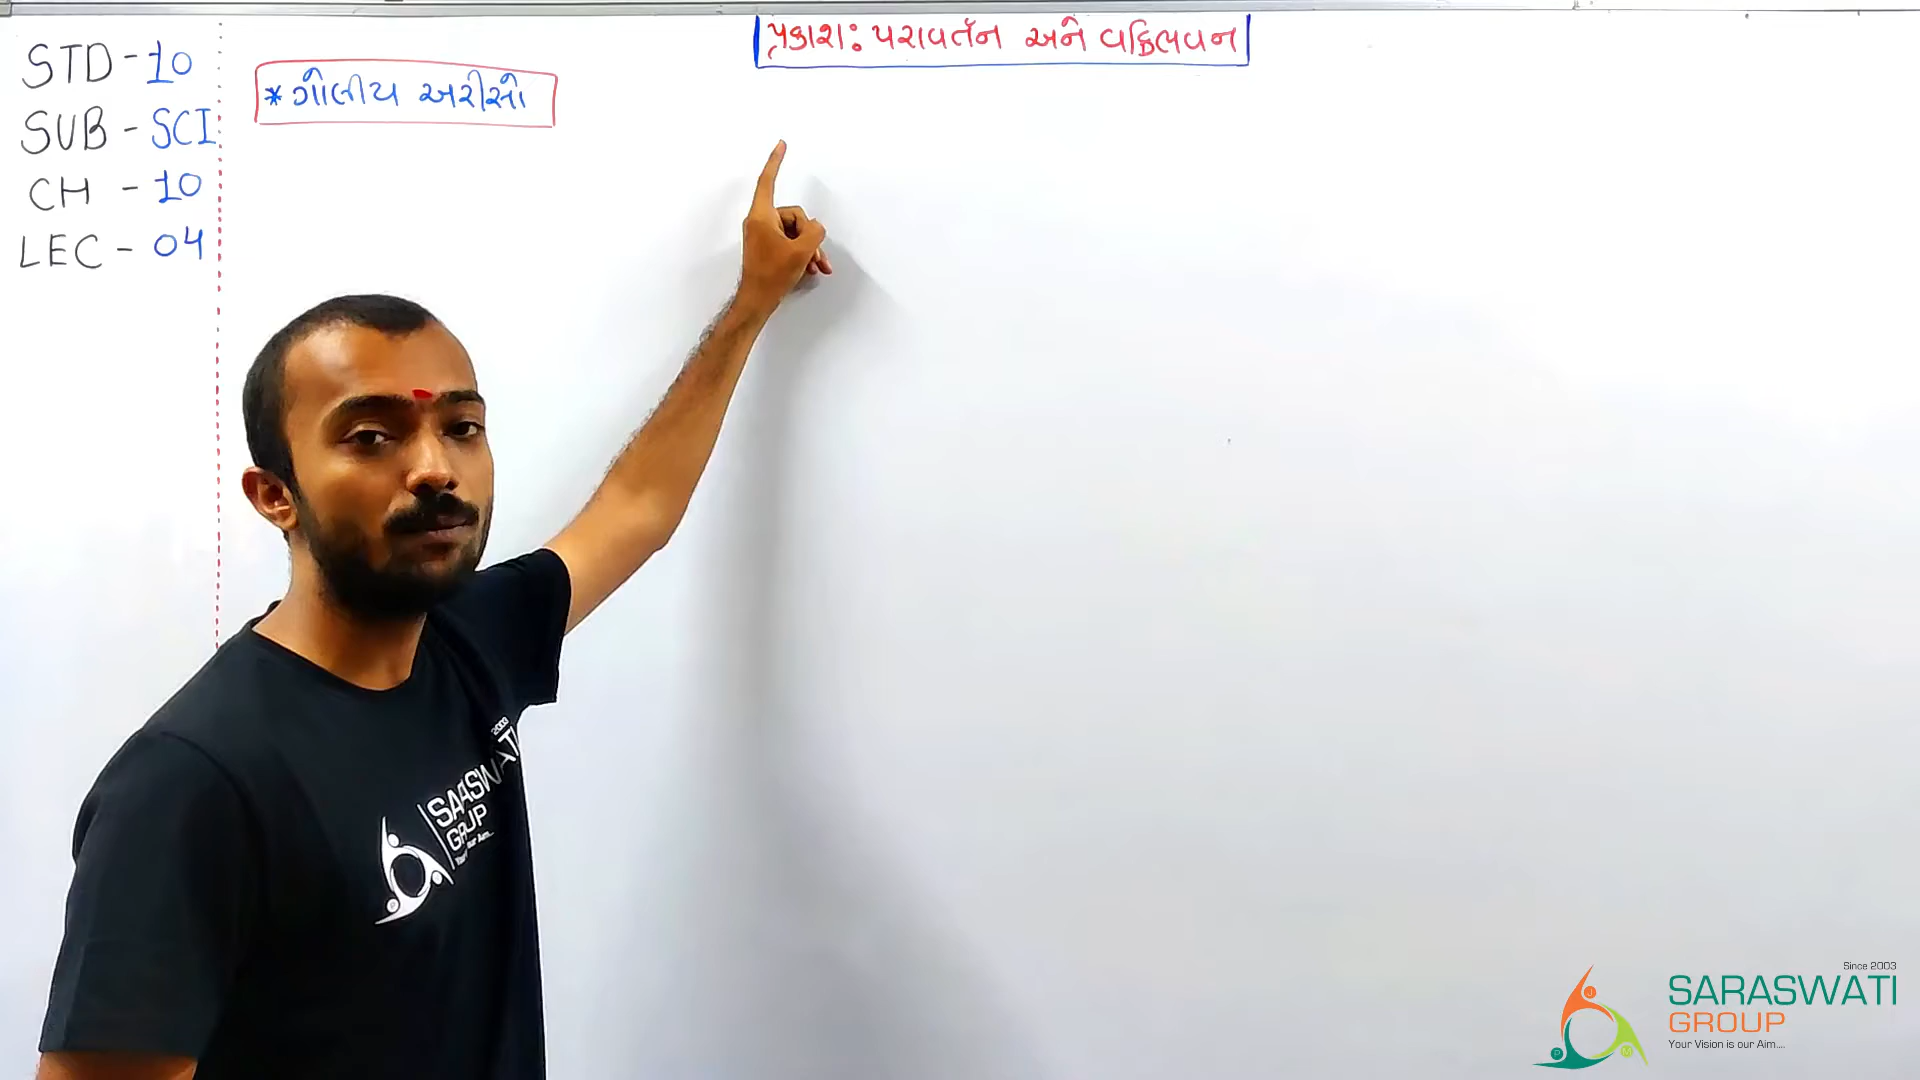 પ્રકાશ: પરાવર્તન અને વક્રિભવન
STD - 10
SUB - SCI
CH - 10
LEC - 04
* ગોલીય અરીસો
2003
SARASWATI
GROUP
Since 2003
SARASWATI
GROUP
Your Vision is our Aim....